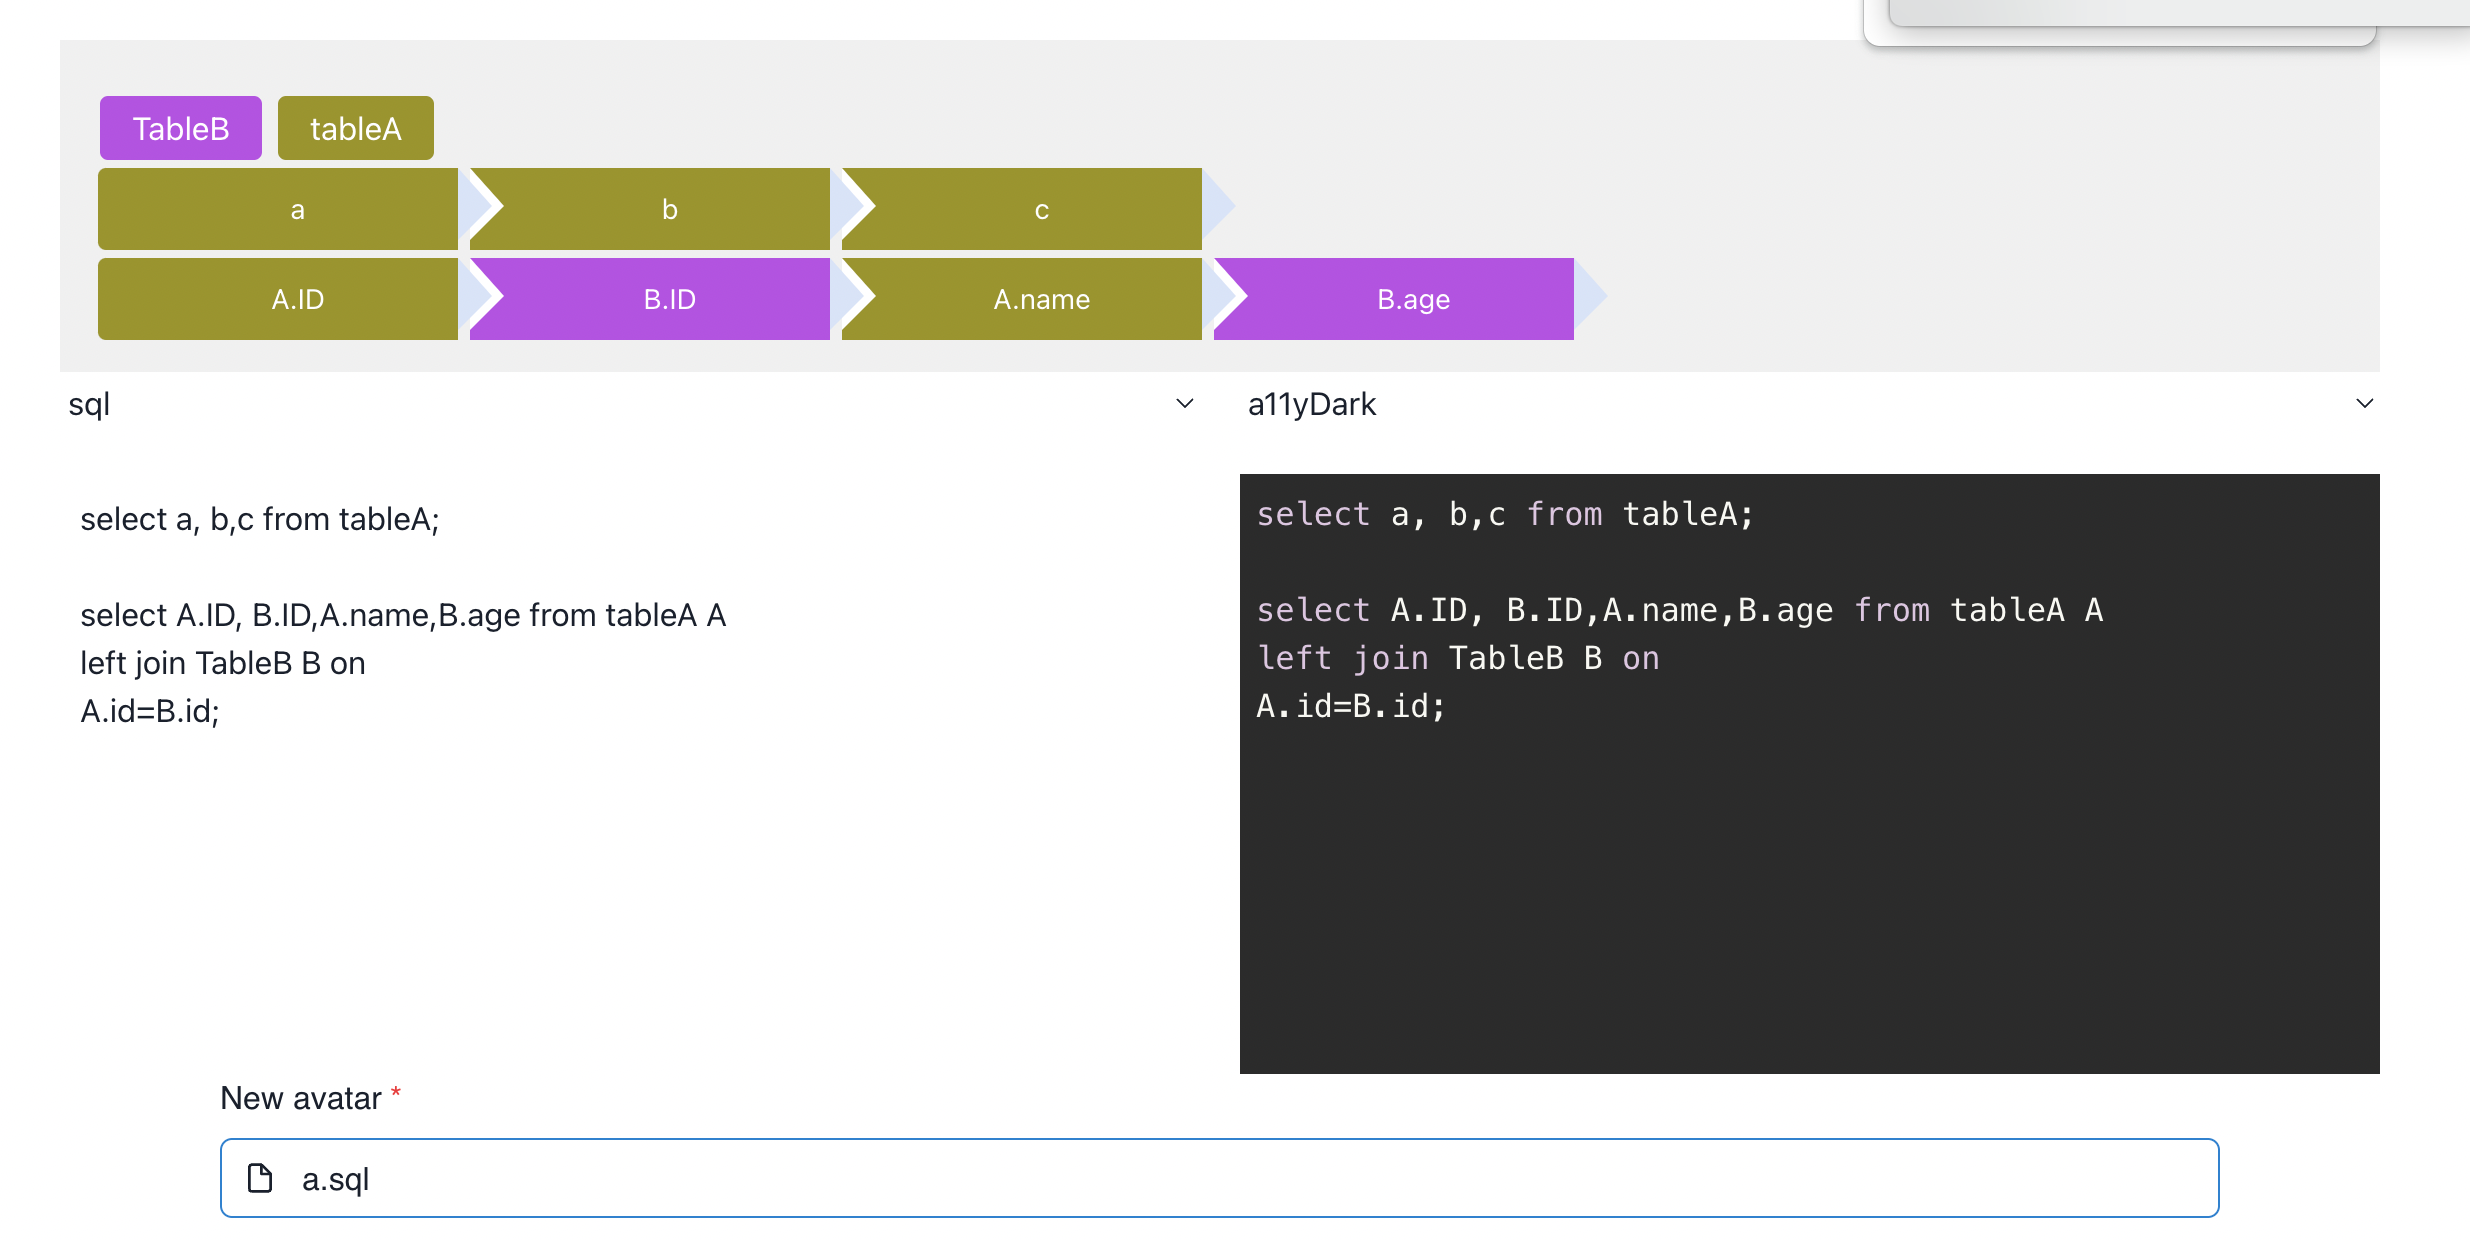 TableB tableA
a b c
A.ID B.ID A.name B.age
sql a11yDark
select a, b,c from tableA;
select A.ID, B.ID,A.name,B.age from tableA A
left join TableB B on
A.id=B.id;
select a, b,c from tableA;
select A.ID, B.ID,A.name,B.age from tableA A
left join TableB B on
A.id=B.id;
New avatar *
a.sql